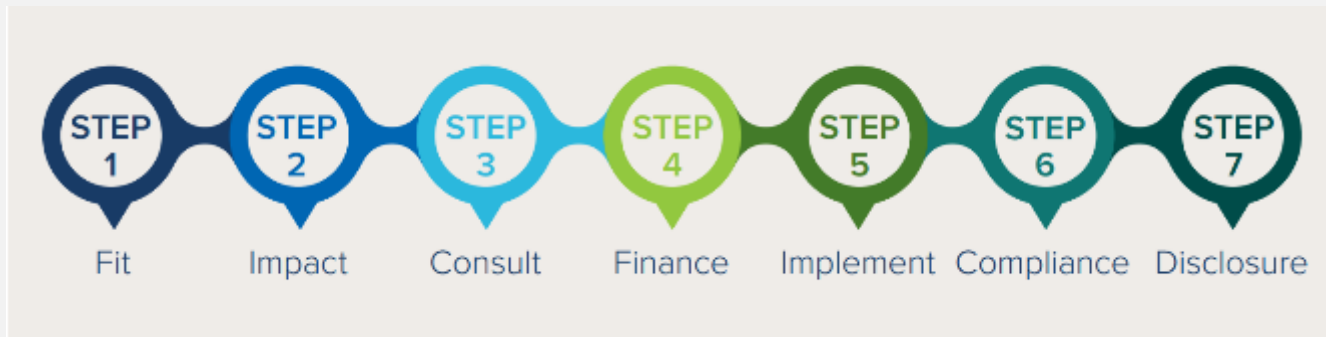 STEP
1
Fit
STEP
2
Impact
STEP
3
Consult
STEP
4
Finance
STEP
5
Implement
STEP
6
Compliance
STEP
7
Disclosure